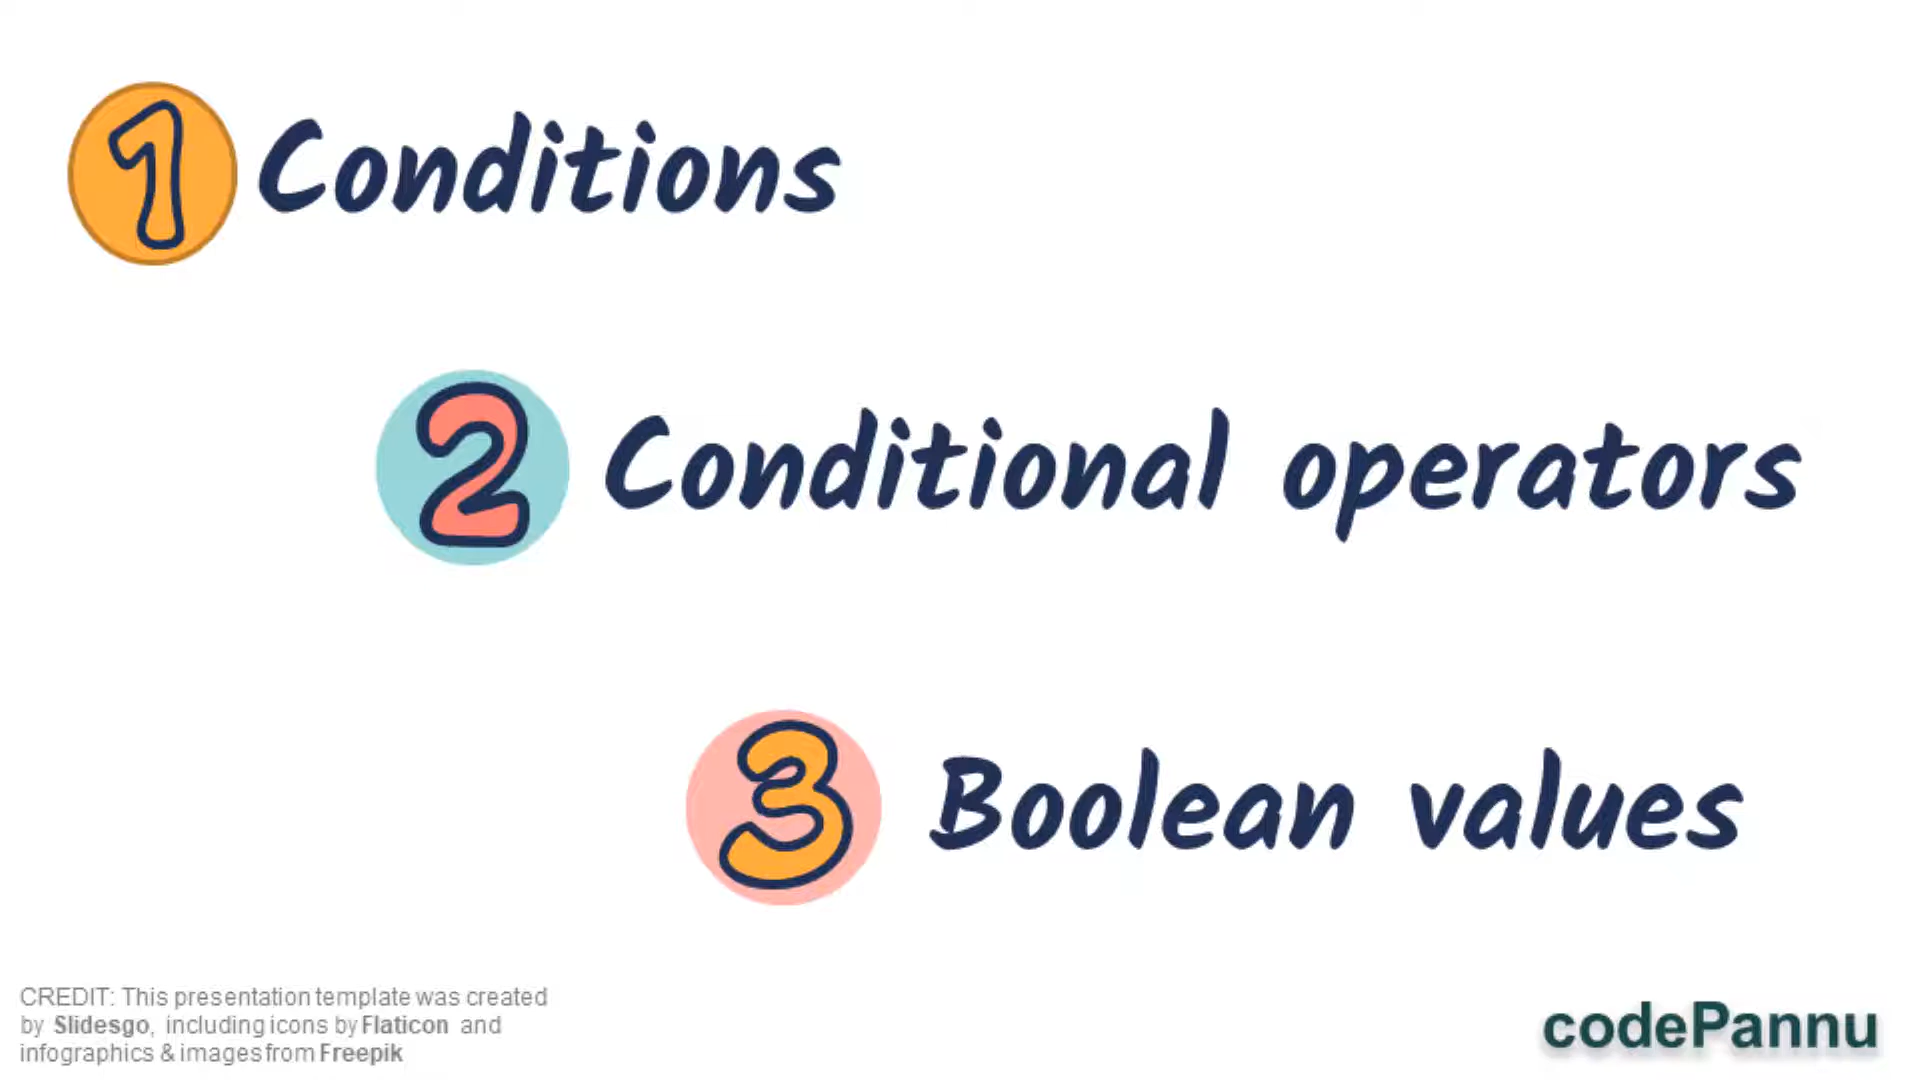 1 Conditions
2 Conditional operators
3 Boolean values
CREDIT: This presentation template was created
by Slidesgo, including icons by Flaticon and
infographics & images from Freepik
codePannu